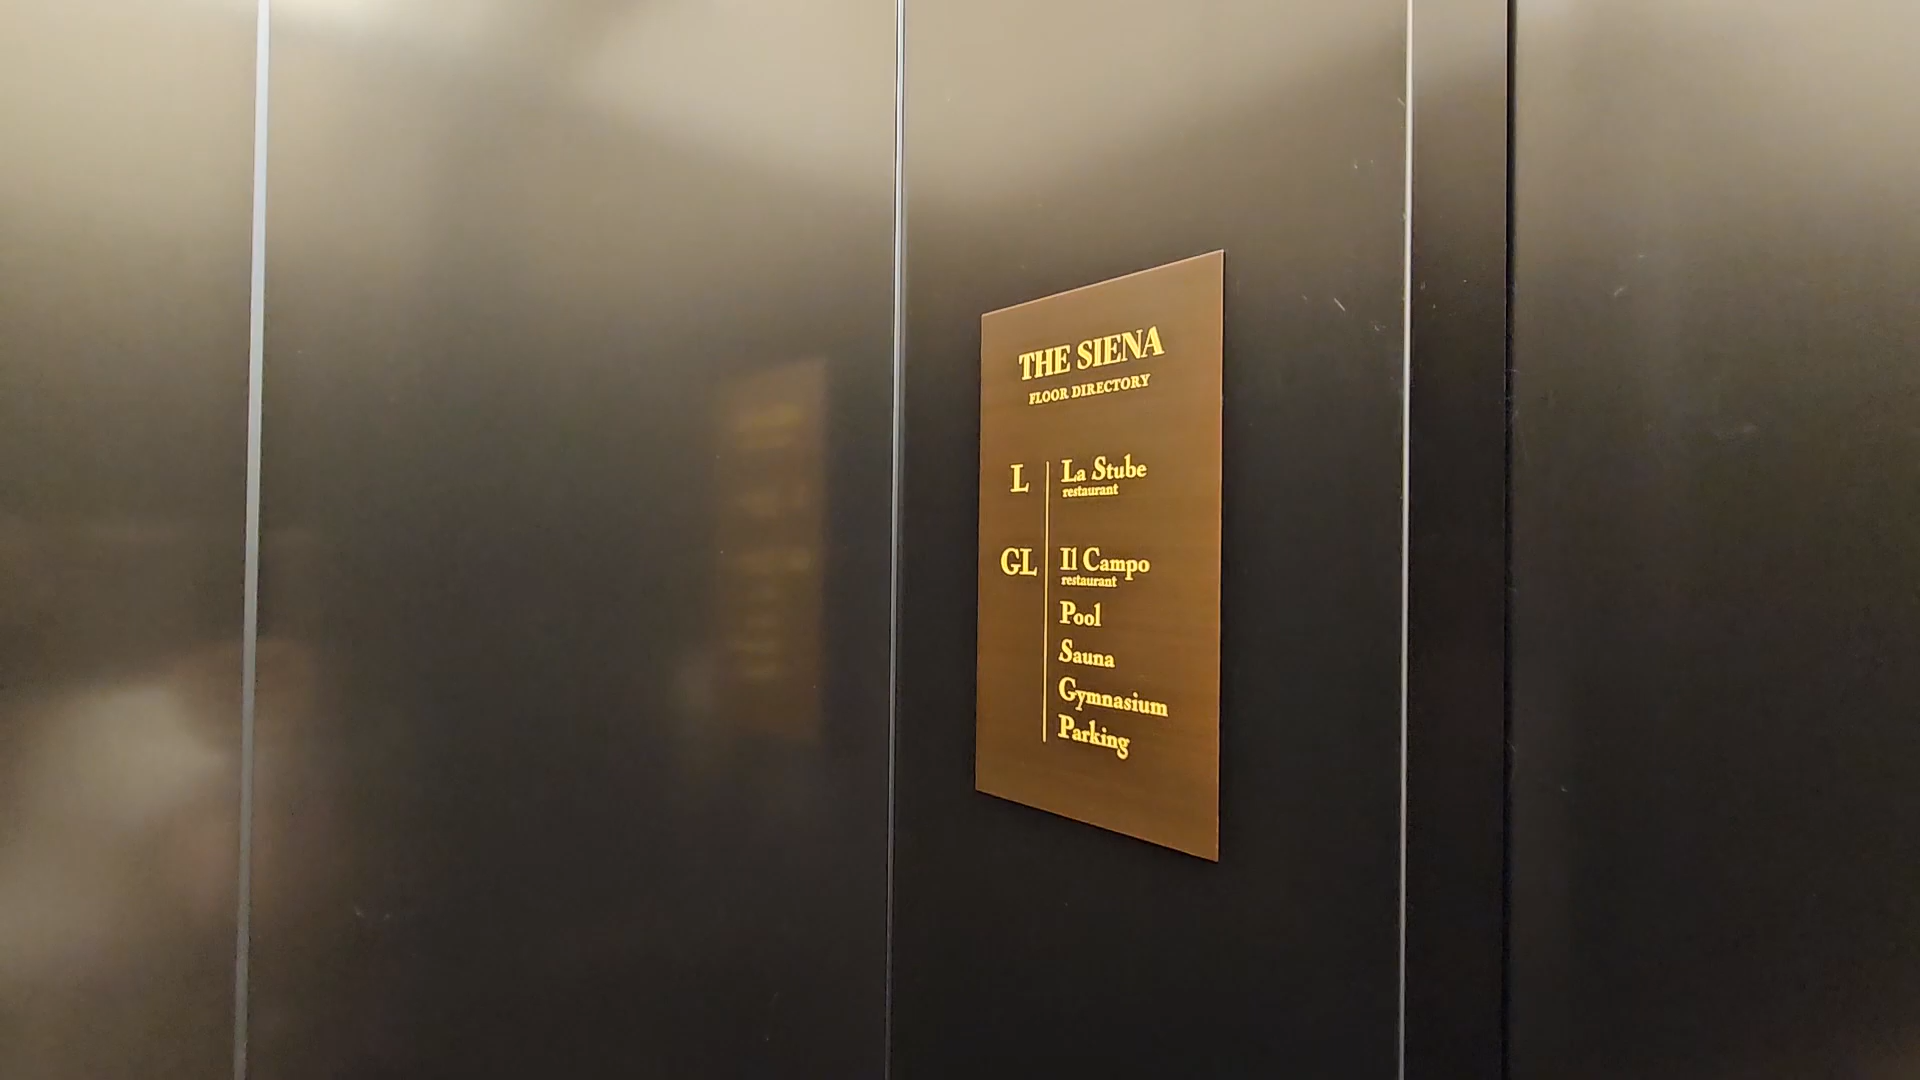 THE SIENA
FLOOR DIRECTORY
L La Stube
restaurant
GL Il Campo
restaurant
Pool
Sauna
Gymnasium
Parking